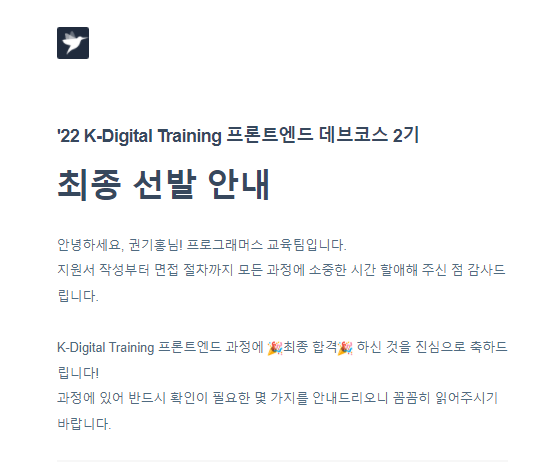 '22 K-Digital Training 프론트엔드 데브코스 2기
최종 선발 안내
안녕하세요, 권기홍님! 프로그래머스 교육팀입니다.
지원서 작성부터 면접 절차까지 모든 과정에 소중한 시간 할애해 주신 점 감사드
립니다.
K-Digital Training 프론트엔드 과정에 🎉최종 합격🎉 하신 것을 진심으로 축하드
립니다!
과정에 있어 반드시 확인이 필요한 몇 가지를 안내드리오니 꼼꼼히 읽어주시기
바랍니다.